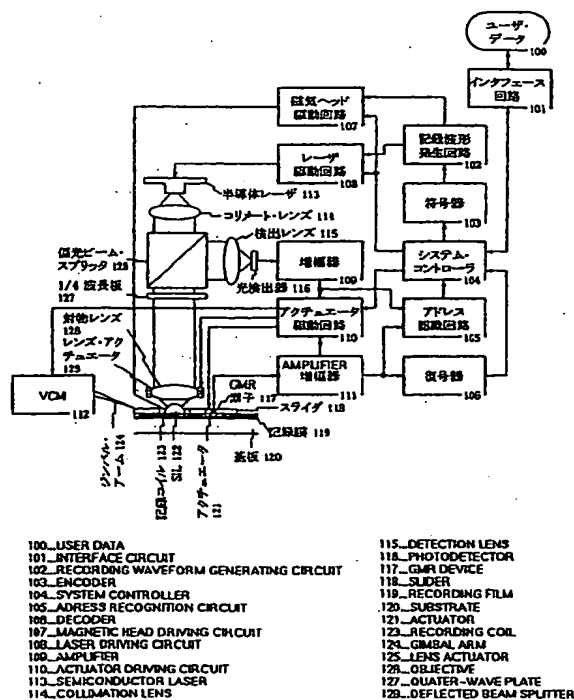 ユーザ・
データ
100
インタフェース
回路
101
磁気ヘッド
駆動回路
107
記録波形
発生回路
102
レーザ
駆動回路
108
半導体レーザ 113
コリメート・レンズ 114
検出レンズ
115
符号器
103
偏光ビーム・
スプリッタ 128
増幅器
109
光検出器
116
システム・
コントローラ
104
1/4 波長板
127
アクチュエータ
駆動回路
110
アドレス
認識回路
105
対物レンズ
126
レンズ・アク
チュエータ
125
AMPLIFIER
増幅器
111
復号器
106
GMR
素子 117
VCM
112
スライダ 118
記録膜 119
基板 120
ジンバル・
アーム 124
記録コイル 123
SIL 122
アクチュエータ
121
100...USER DATA
101...INTERFACE CIRCUIT
102...RECORDING WAVEFORM GENERATING CIRCUIT
103...ENCODER
104...SYSTEM CONTROLLER
105...ADRESS RECOGNITION CIRCUIT
106...DECODER
107...MAGNETIC HEAD DRIVING CIRCUIT
108...LASER DRIVING CIRCUIT
109...AMPLIFIER
110...ACTUATOR DRIVING CIRCUIT
113...SEMICONDUCTOR LASER
114...COLLIMATION LENS
115...DETECTION LENS
116...PHOTODETECTOR
117...GMR DEVICE
118...SLIDER
119...RECORDING FILM
120...SUBSTRATE
121...ACTUATOR
123...RECORDING COIL
124...GIMBAL ARM
125...LENS ACTUATOR
126...OBJECTIVE
127...QUATER-WAVE PLATE
128...DEFLECTED BEAM SPLITTER